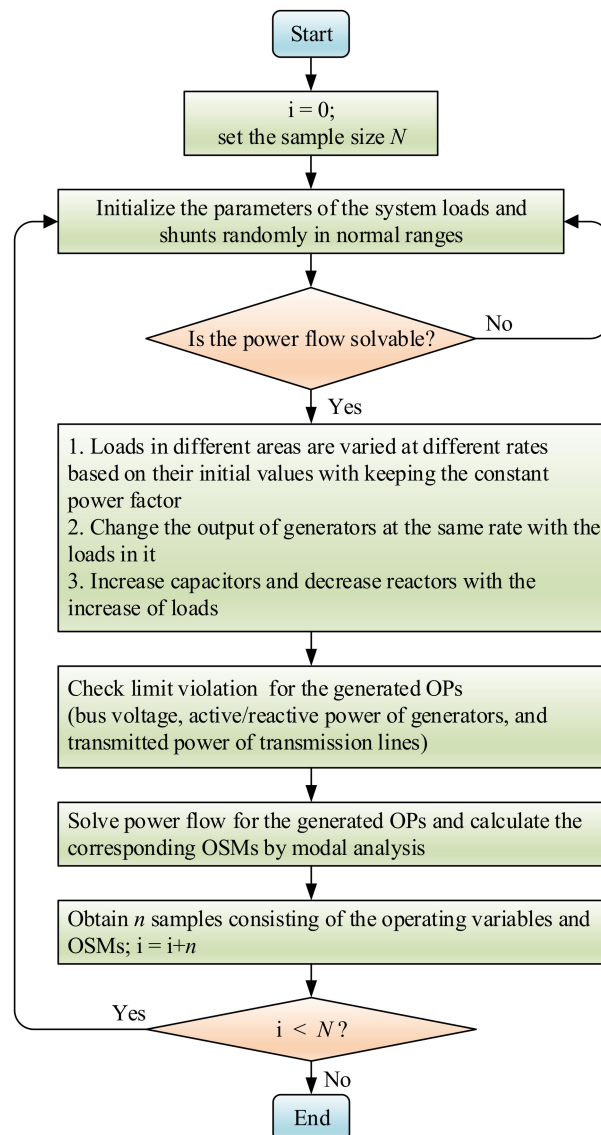 Start
i = 0;
set the sample size N
Initialize the parameters of the system loads and
shunts randomly in normal ranges
Is the power flow solvable?
No
Yes
1. Loads in different areas are varied at different rates
based on their initial values with keeping the constant
power factor
2. Change the output of generators at the same rate with the
loads in it
3. Increase capacitors and decrease reactors with the
increase of loads
Check limit violation for the generated OPs
(bus voltage, active/reactive power of generators, and
transmitted power of transmission lines)
Solve power flow for the generated OPs and calculate the
corresponding OSMs by modal analysis
Obtain n samples consisting of the operating variables and
OSMs; i = i+n
Yes
i < N?
No
End